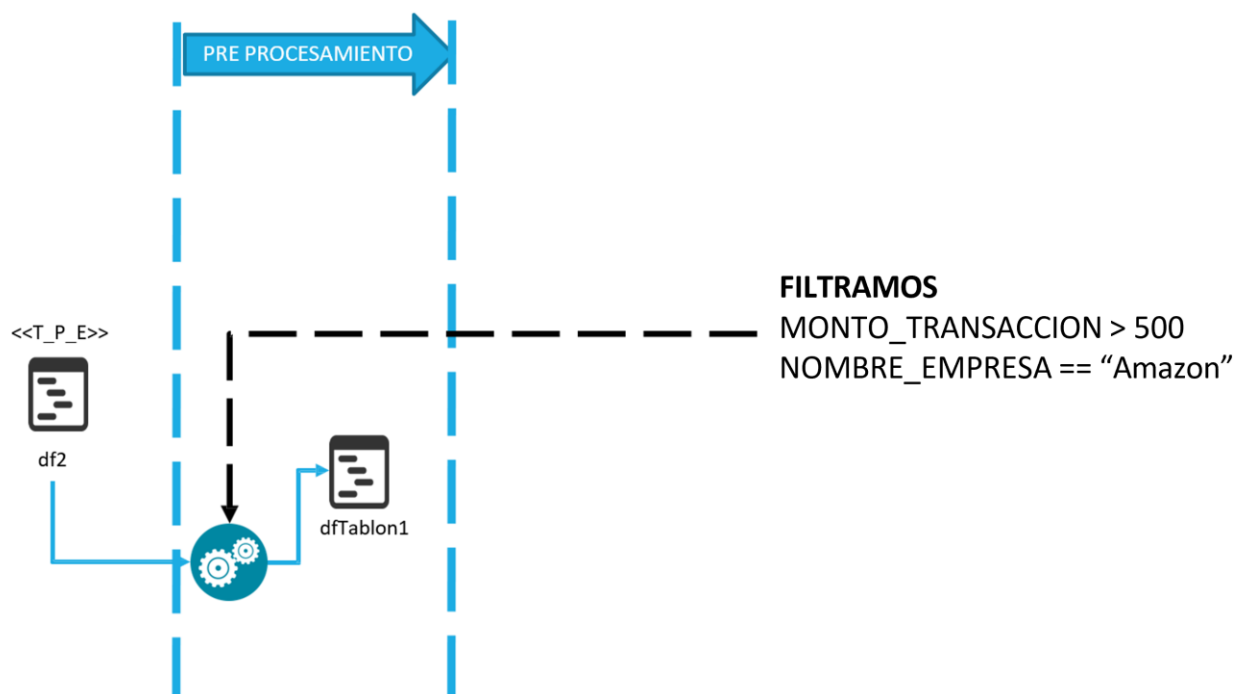 PRE PROCESAMIENTO
FILTRAMOS
MONTO_TRANSACCION > 500
NOMBRE_EMPRESA == “Amazon”
<<T_P_E>>
df2
dfTablon1